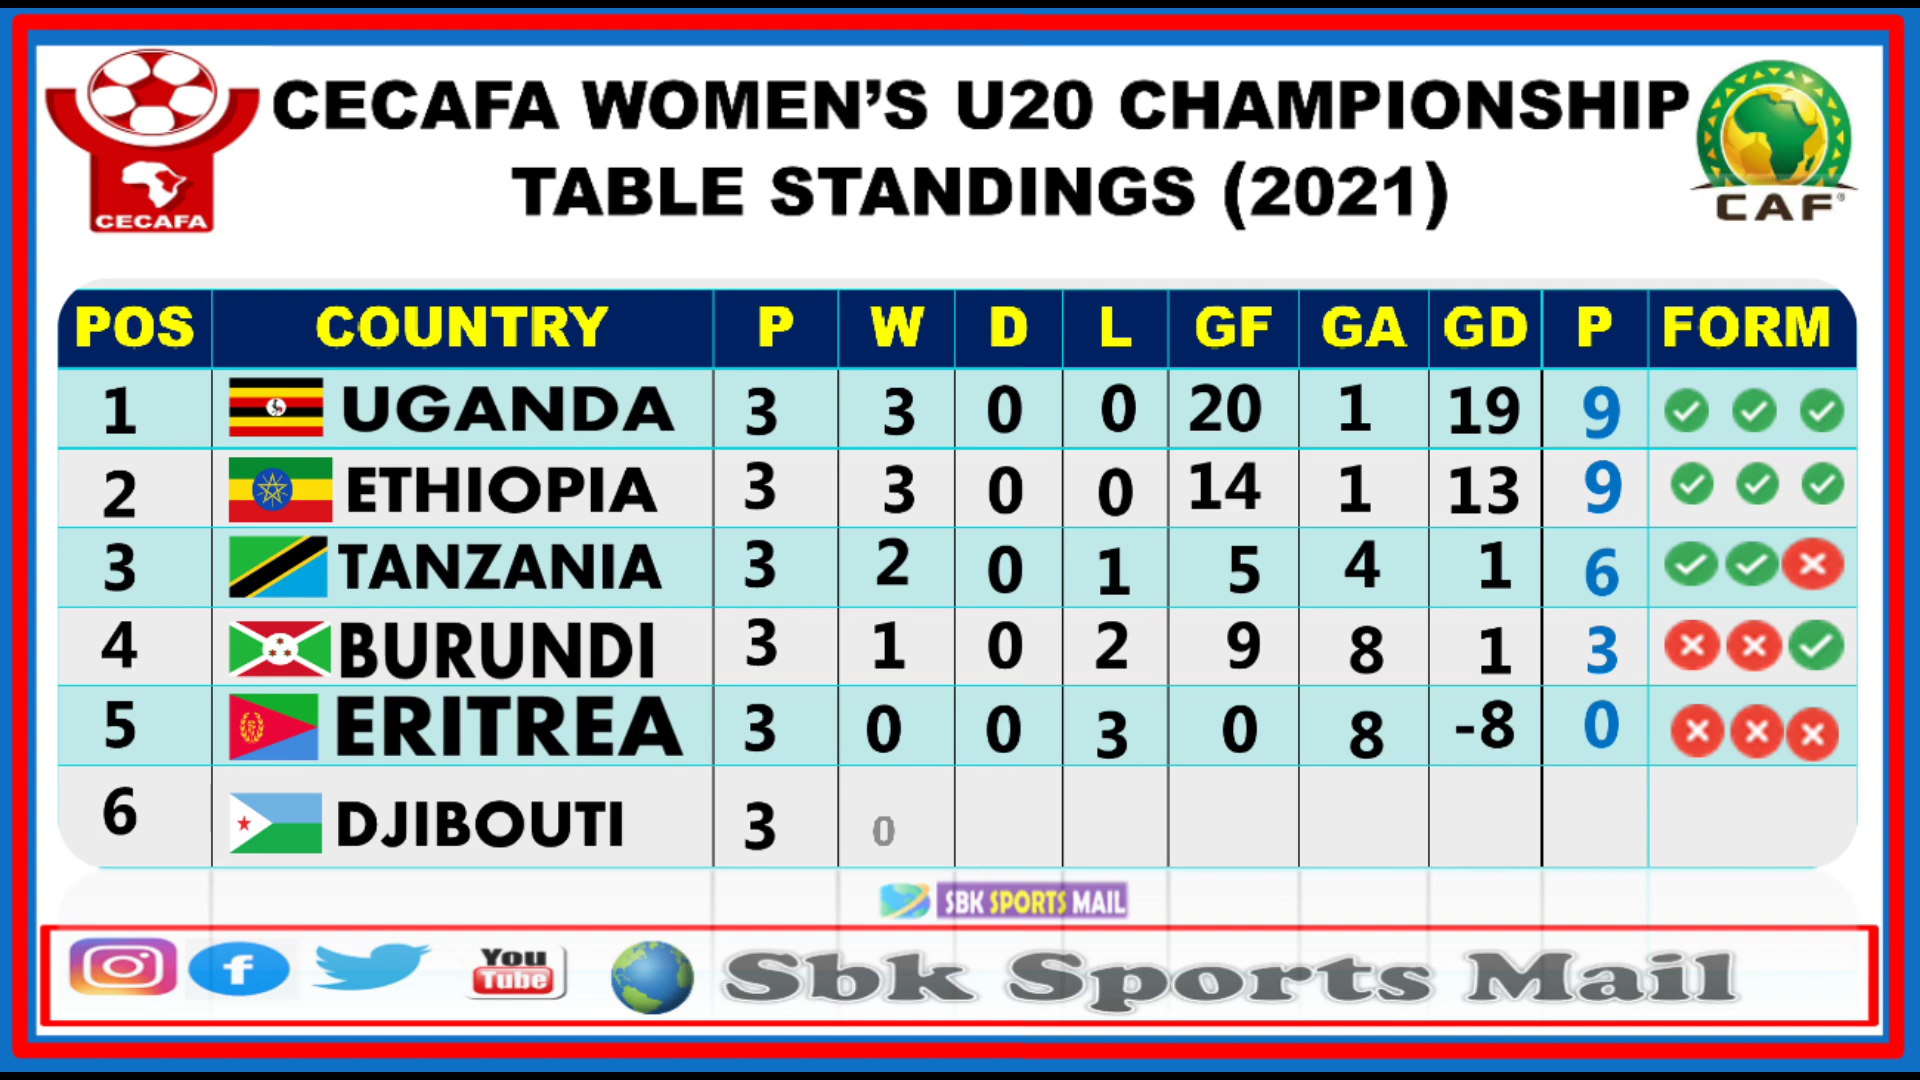 CECAFA WOMEN'S U20 CHAMPIONSHIP
TABLE STANDINGS (2021)
CECAFA
CAF
POS COUNTRY P W D L GF GA GD P FORM
1 UGANDA 3 3 0 0 20 1 19 9
2 ETHIOPIA 3 3 0 0 14 1 13 9
3 TANZANIA 3 2 0 1 5 4 1 6
4 BURUNDI 3 1 0 2 9 8 1 3
5 ERITREA 3 0 0 3 0 8 -8 0
6 DJIBOUTI 3 0
SBK SPORTS MAIL
You
Tube
Sbk Sports Mail